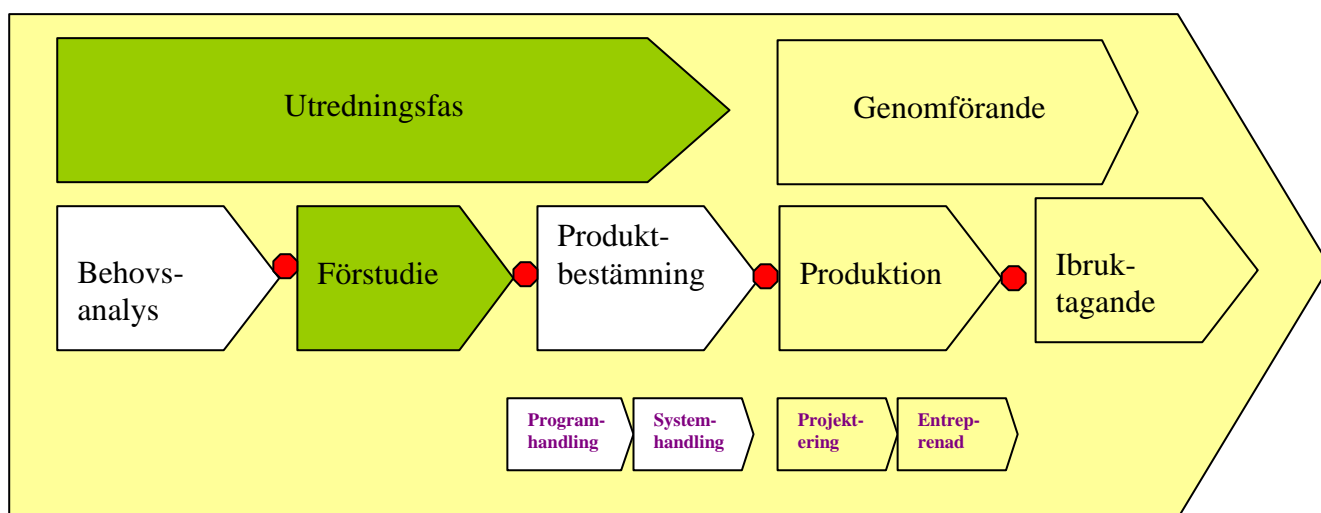 Utredningsfas
Genomförande
Behovs-
analys
Förstudie
Produkt-
bestämning
Produktion
Ibruk-
tagande
Program-
handling
System-
handling
Projekt-
ering
Entrep-
renad